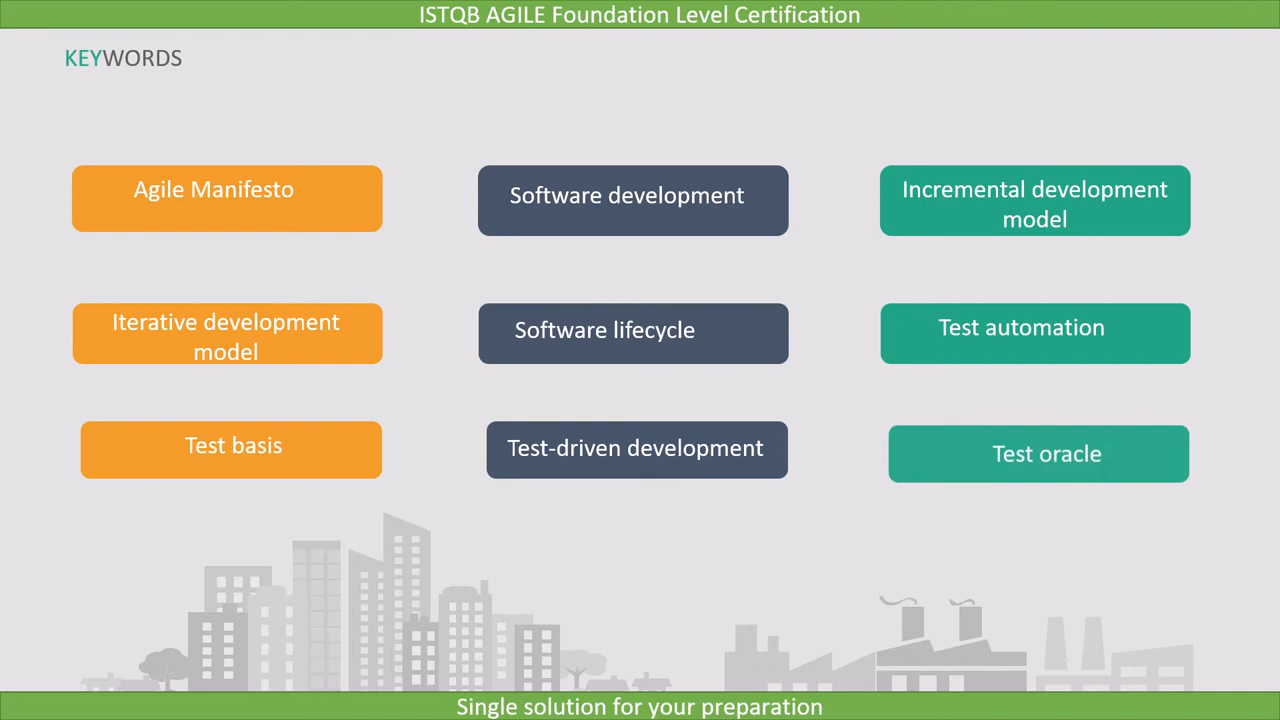 ISTQB AGILE Foundation Level Certification
KEYWORDS
Agile Manifesto
Software development
Incremental development
model
Iterative development
model
Software lifecycle
Test automation
Test basis
Test-driven development
Test oracle
Single solution for your preparation